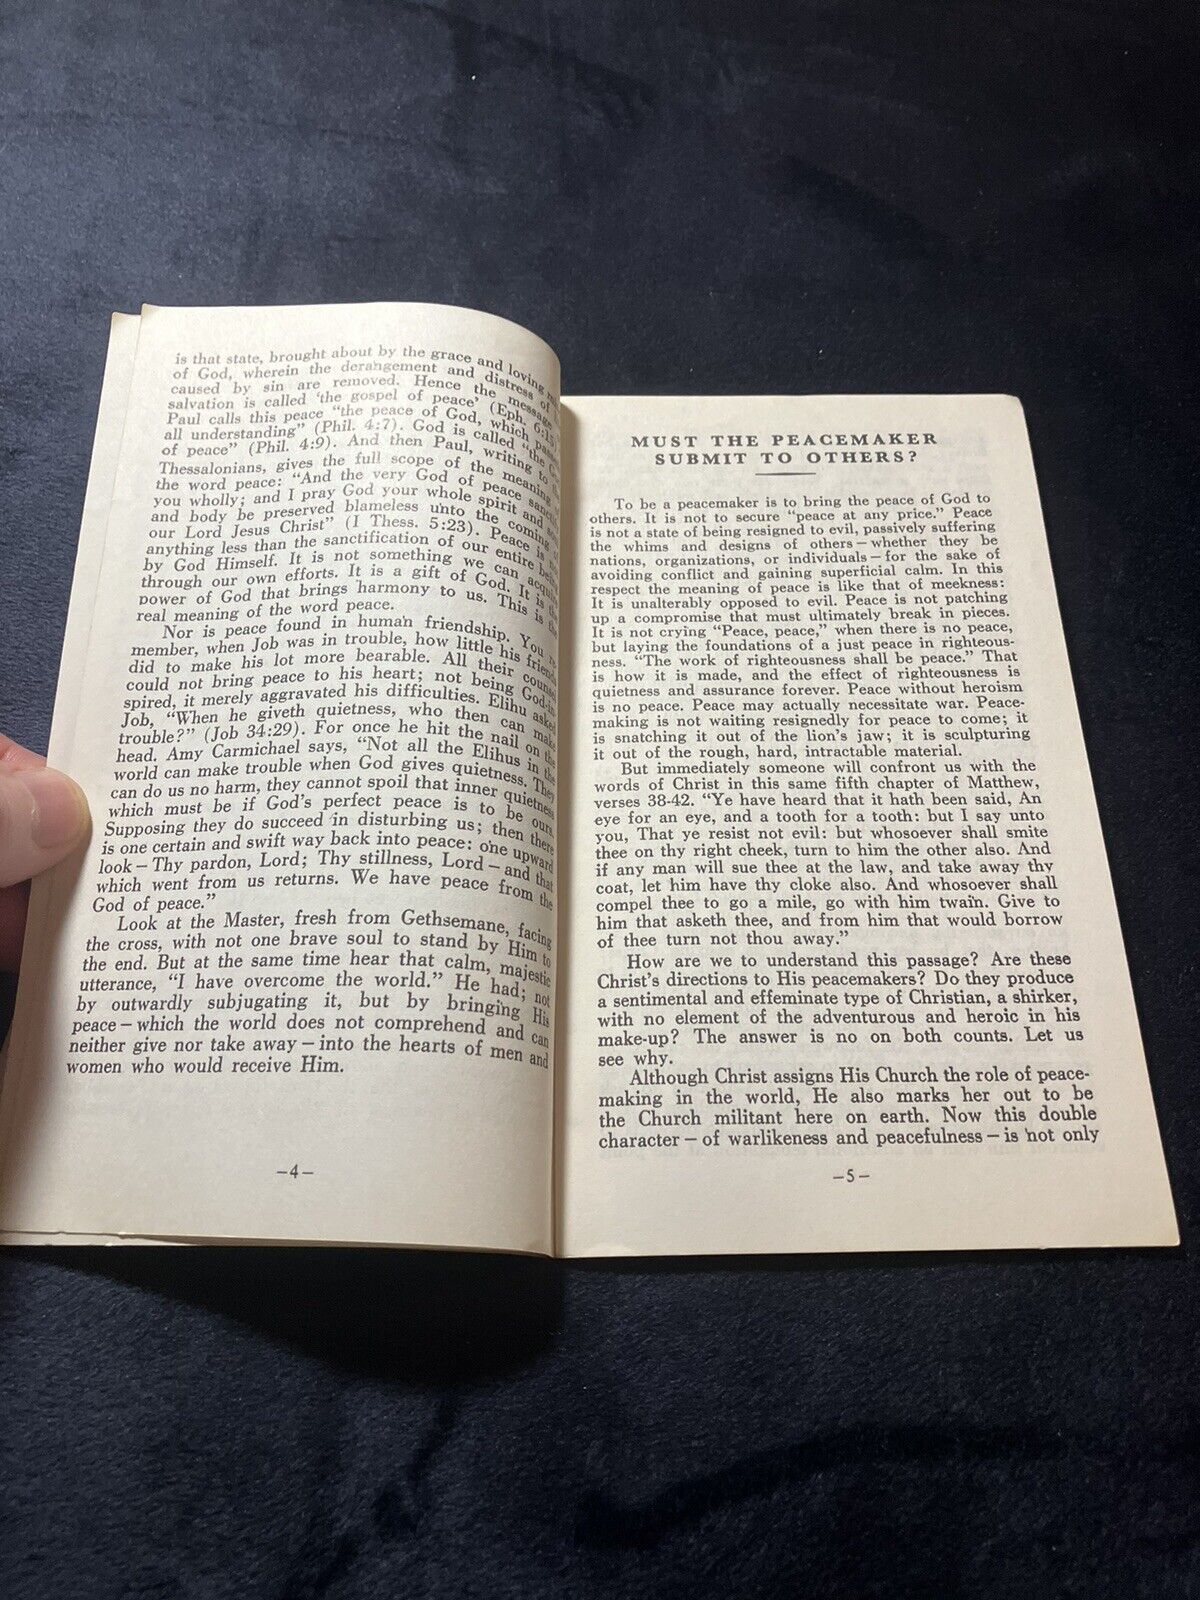 is that state, brought about by the grace and loving
of God, wherein the derangement and distress of
caused by sin are removed. Hence the message
salvation is called 'the gospel of peace' (Eph. 6:15)
Paul calls this peace "the peace of God, which
all understanding" (Phil. 4:7). God is called "the
of peace" (Phil. 4:9). And then Paul, writing to the
Thessalonians, gives the full scope of the meaning of
the word peace: "And the very God of peace
you wholly; and I pray God your whole spirit and
and body be preserved blameless unto the coming of
our Lord Jesus Christ" (I Thess. 5:23). Peace is
anything less than the sanctification of our entire
by God Himself. It is not something we can acquire
through our own efforts. It is a gift of God. It is the
power of God that brings harmony to us. This is the
real meaning of the word peace.
Nor is peace found in human friendship. You re-
member, when Job was in trouble, how little his friends
did to make his lot more bearable. All their counsel
could not bring peace to his heart; not being God-in-
spired, it merely aggravated his difficulties. Elihu asked
Job, "When he giveth quietness, who then can make
trouble?" (Job 34:29). For once he hit the nail on the
head. Amy Carmichael says, "Not all the Elihus in the
world can make trouble when God gives quietness. They
can do us no harm, they cannot spoil that inner quietness
which must be if God's perfect peace is to be ours.
Supposing they do succeed in disturbing us; then there
is one certain and swift way back into peace: one upward
look — Thy pardon, Lord; Thy stillness, Lord — and that
which went from us returns. We have peace from the
God of peace."
Look at the Master, fresh from Gethsemane, facing
the cross, with not one brave soul to stand by Him to
the end. But at the same time hear that calm, majestic
utterance, "I have overcome the world." He had; not
by outwardly subjugating it, but by bringing His
peace — which the world does not comprehend and can
neither give nor take away — into the hearts of men and
women who would receive Him.
—4—
MUST THE PEACEMAKER
SUBMIT TO OTHERS?
To be a peacemaker is to bring the peace of God to
others. It is not to secure "peace at any price." Peace
is not a state of being resigned to evil, passively suffering
the whims and designs of others — whether they be
nations, organizations, or individuals — for the sake of
avoiding conflict and gaining superficial calm. In this
respect the meaning of peace is like that of meekness:
It is unalterably opposed to evil. Peace is not patching
up a compromise that must ultimately break in pieces.
It is not crying "Peace, peace," when there is no peace,
but laying the foundations of a just peace in righteous-
ness. "The work of righteousness shall be peace." That
is how it is made, and the effect of righteousness is
quietness and assurance forever. Peace without heroism
is no peace. Peace may actually necessitate war. Peace-
making is not waiting resignedly for peace to come; it
is snatching it out of the lion's jaw; it is sculpturing
it out of the rough, hard, intractable material.
But immediately someone will confront us with the
words of Christ in this same fifth chapter of Matthew,
verses 38-42. "Ye have heard that it hath been said, An
eye for an eye, and a tooth for a tooth: but I say unto
you, That ye resist not evil: but whosoever shall smite
thee on thy right cheek, turn to him the other also. And
if any man will sue thee at the law, and take away thy
coat, let him have thy cloke also. And whosoever shall
compel thee to go a mile, go with him twain. Give to
him that asketh thee, and from him that would borrow
of thee turn not thou away."
How are we to understand this passage? Are these
Christ's directions to His peacemakers? Do they produce
a sentimental and effeminate type of Christian, a shirker,
with no element of the adventurous and heroic in his
make-up? The answer is no on both counts. Let us
see why.
Although Christ assigns His Church the role of peace-
making in the world, He also marks her out to be
the Church militant here on earth. Now this double
character — of warlikeness and peacefulness — is not only
—5—